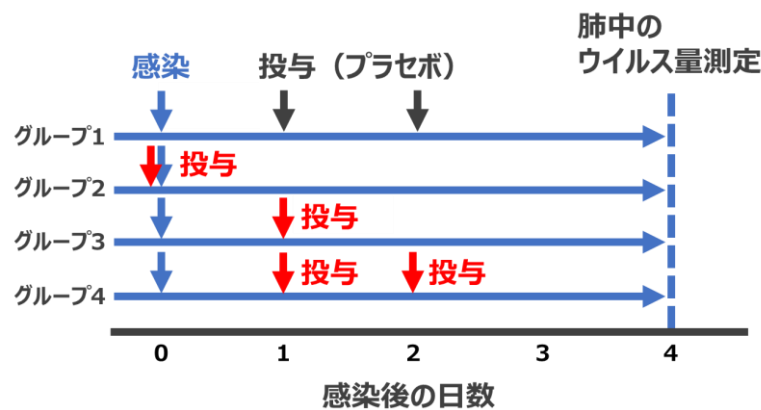 肺中の
ウイルス量測定
感染 投与（プラセボ）
グループ1
投与
グループ2
投与
グループ3
投与 投与
グループ4
0 1 2 3 4
感染後の日数